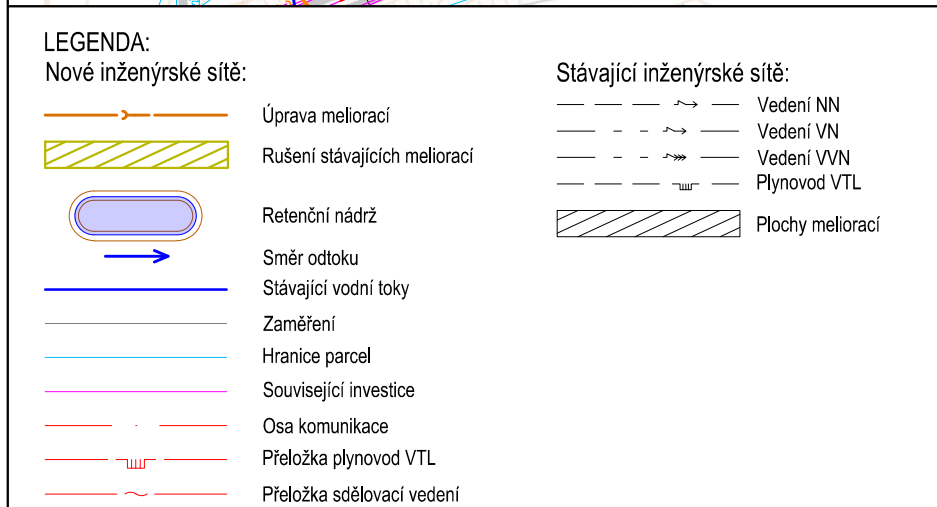 LEGENDA:
Nové inženýrské sítě:
Úprava meliorací
Rušení stávajících meliorací
Retenční nádrž
Směr odtoku
Stávající vodní toky
Zaměření
Hranice parcel
Související investice
Osa komunikace
Přeložka plynovod VTL
Přeložka sdělovací vedení
Stávající inženýrské sítě:
Vedení NN
Vedení VN
Vedení VVN
Plynovod VTL
Plochy meliorací